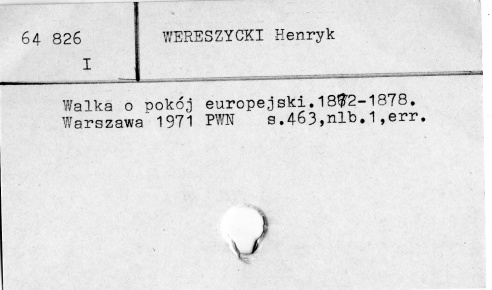 64 826
I
WERESZYCKI Henryk
Walka o pokój europejski.1872-1878.
Warszawa 1971 PWN s.463,nlb.1,err.